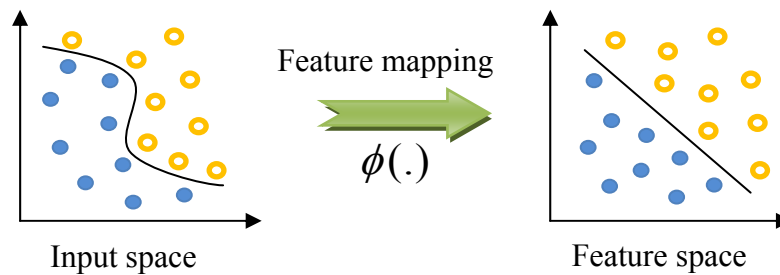 Feature mapping
ϕ(.)
Input space
Feature space